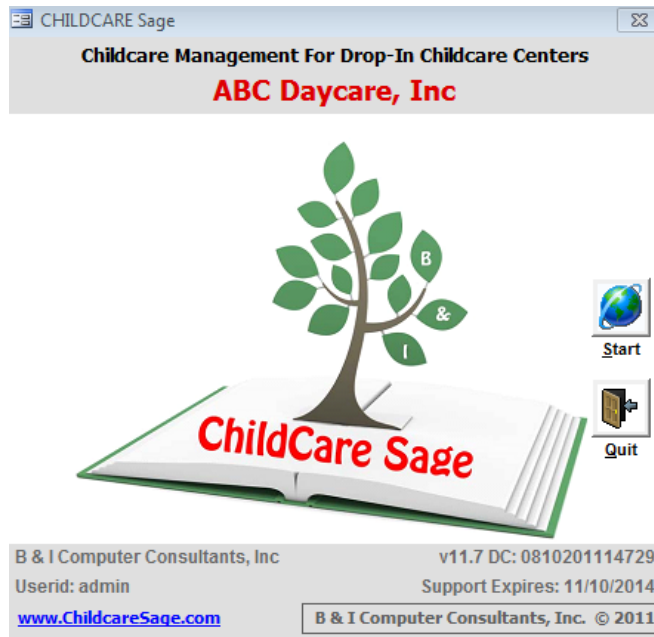 CHILDCARE Sage
Childcare Management For Drop-In Childcare Centers
ABC Daycare, Inc
B
&
I
Start
ChildCare Sage
Quit
B & I Computer Consultants, Inc
v11.7 DC: 0810201114729
Userid: admin
Support Expires: 11/10/2014
www.ChildcareSage.com
B & I Computer Consultants, Inc. © 2011